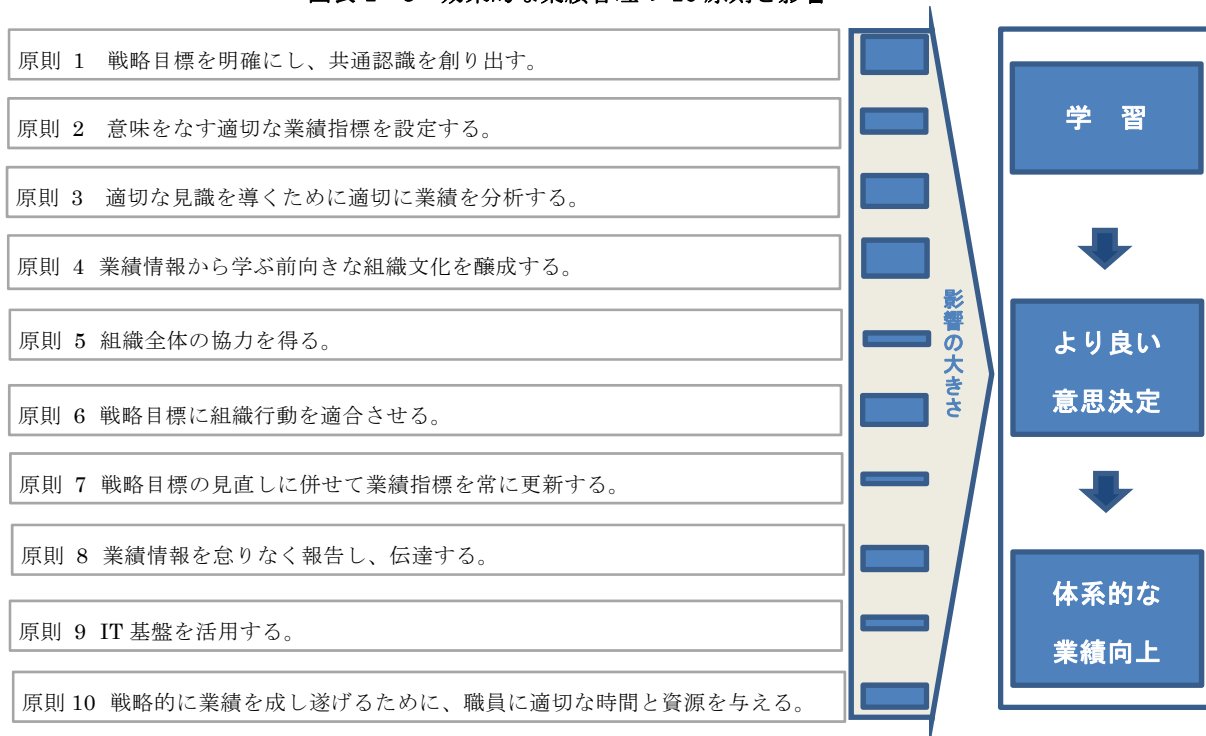 原則 1 戦略目標を明確にし、共通認識を創り出す。
原則 2 意味をなす適切な業績指標を設定する。
原則 3 適切な見識を導くために適切に業績を分析する。
原則 4 業績情報から学ぶ前向きな組織文化を醸成する。
原則 5 組織全体の協力を得る。
原則 6 戦略目標に組織行動を適合させる。
原則 7 戦略目標の見直しに併せて業績指標を常に更新する。
原則 8 業績情報を怠りなく報告し、伝達する。
原則 9 IT 基盤を活用する。
原則 10 戦略的に業績を成し遂げるために、職員に適切な時間と資源を与える。
影響の大きさ
学 習
より良い
意思決定
体系的な
業績向上